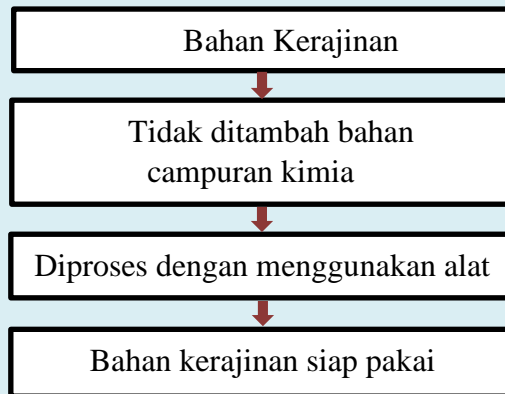 Bahan Kerajinan
Tidak ditambah bahan
campuran kimia
Diproses dengan menggunakan alat
Bahan kerajinan siap pakai